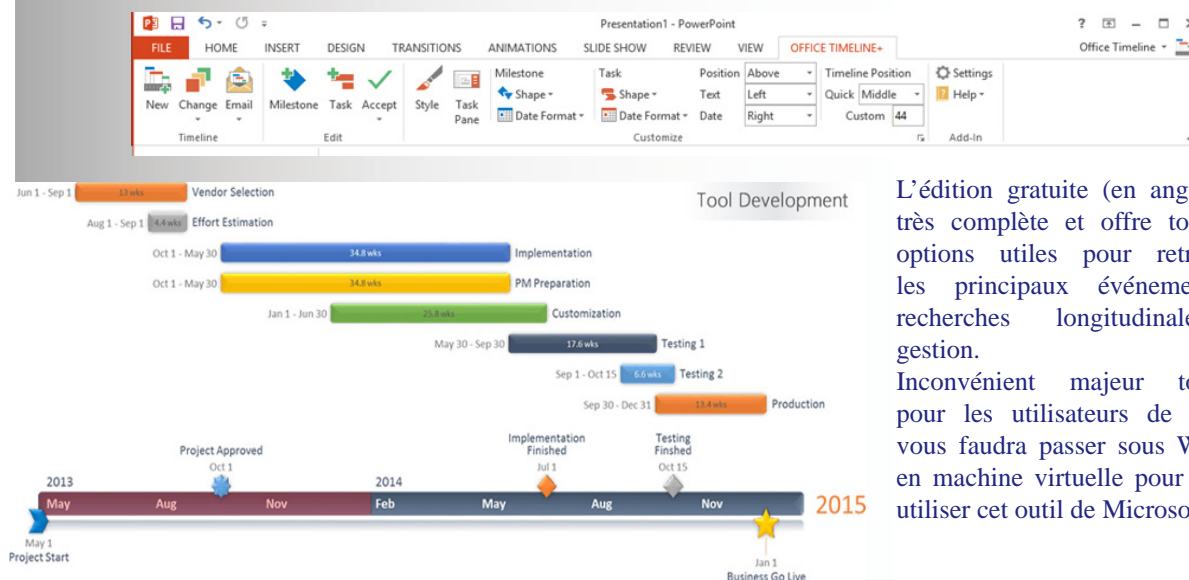 Presentation1 - PowerPoint
?
FILE HOME INSERT DESIGN TRANSITIONS ANIMATIONS SLIDE SHOW REVIEW VIEW OFFICE TIMELINE+ Office Timeline
New Change Email Milestone Task Accept Style Task Pane
Milestone Task Position Above Timeline Position Settings
Shape Shape Text Left Quick Middle Help
Date Format Date Format Date Right Custom 44
Timeline Edit Customize Add-In
Tool Development
Jun 1 - Sep 1 13 wks Vendor Selection
Aug 1 - Sep 1 4.4 wks Effort Estimation
Oct 1 - May 30 34.8 wks Implementation
Oct 1 - May 30 34.8 wks PM Preparation
Jan 1 - Jun 30 25.8 wks Customization
May 30 - Sep 30 17.6 wks Testing 1
Sep 1 - Oct 15 6.6 wks Testing 2
Sep 30 - Dec 31 13.4 wks Production
Project Approved
Oct 1
Implementation
Finished
Jul 1
Testing
Finshed
Oct 15
2013 2014
May Aug Nov Feb May Aug Nov 2015
May 1
Project Start
Jan 1
Business Go Live
L’édition gratuite (en ang
très complète et offre to
options utiles pour retr
les principaux événeme
recherches longitudinale
gestion.
Inconvénient majeur to
pour les utilisateurs de
vous faudra passer sous W
en machine virtuelle pour
utiliser cet outil de Microso